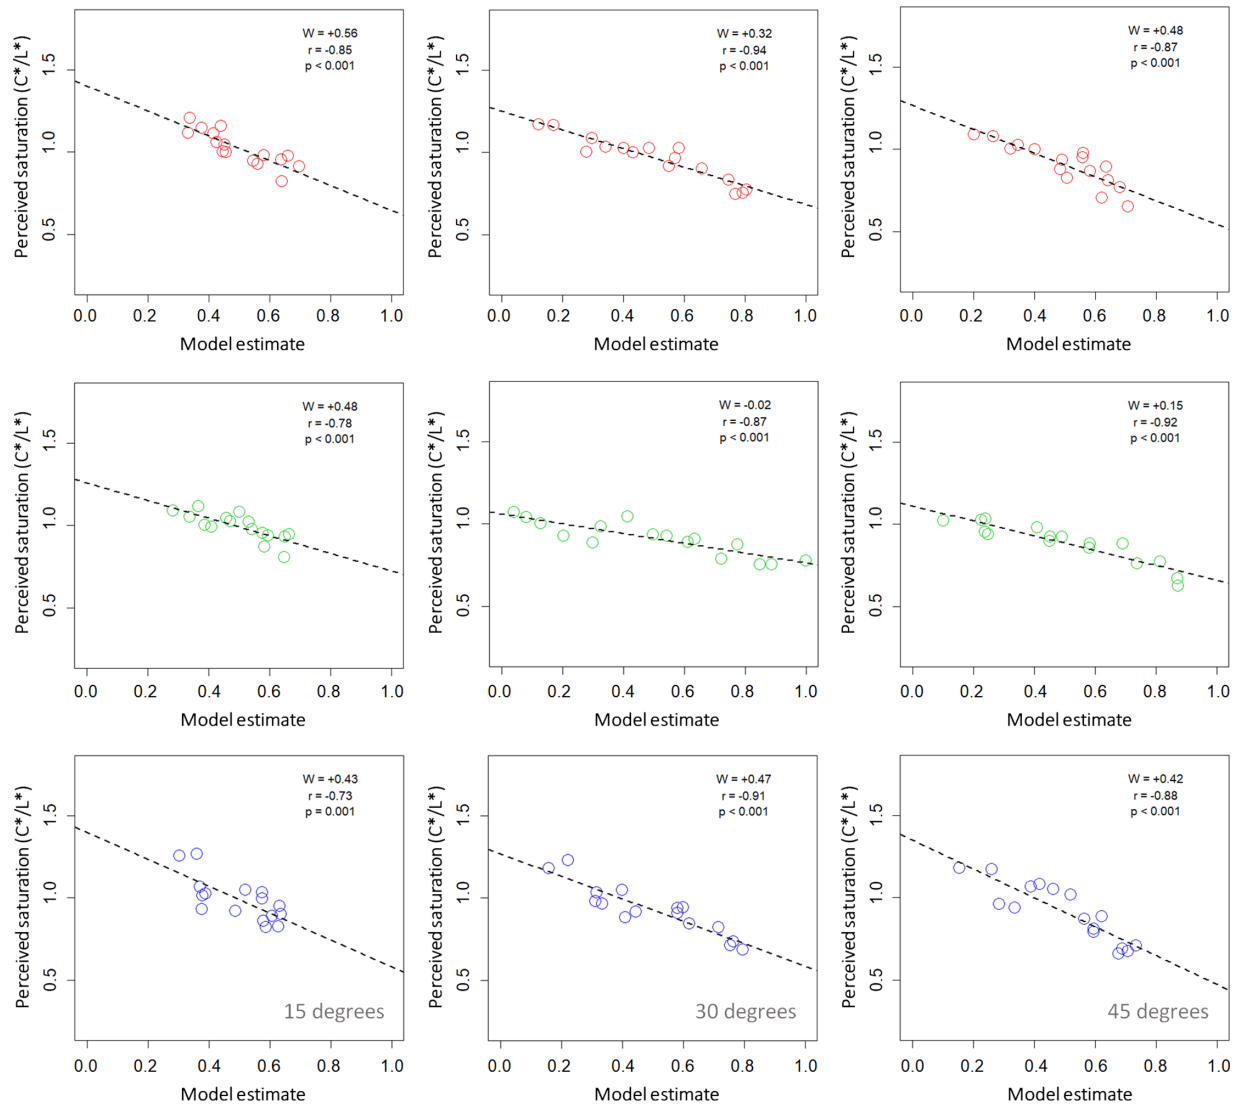 Perceived saturation (C*/L*)
1.5
1.0
0.5
W = +0.56
r = -0.85
p < 0.001
0.0 0.2 0.4 0.6 0.8 1.0
Model estimate
Perceived saturation (C*/L*)
1.5
1.0
0.5
W = +0.32
r = -0.94
p < 0.001
0.0 0.2 0.4 0.6 0.8 1.0
Model estimate
Perceived saturation (C*/L*)
1.5
1.0
0.5
W = +0.48
r = -0.87
p < 0.001
0.0 0.2 0.4 0.6 0.8 1.0
Model estimate
Perceived saturation (C*/L*)
1.5
1.0
0.5
W = +0.48
r = -0.78
p < 0.001
0.0 0.2 0.4 0.6 0.8 1.0
Model estimate
Perceived saturation (C*/L*)
1.5
1.0
0.5
W = -0.02
r = -0.87
p < 0.001
0.0 0.2 0.4 0.6 0.8 1.0
Model estimate
Perceived saturation (C*/L*)
1.5
1.0
0.5
W = +0.15
r = -0.92
p < 0.001
0.0 0.2 0.4 0.6 0.8 1.0
Model estimate
Perceived saturation (C*/L*)
1.5
1.0
0.5
W = +0.43
r = -0.73
p = 0.001
15 degrees
0.0 0.2 0.4 0.6 0.8 1.0
Model estimate
Perceived saturation (C*/L*)
1.5
1.0
0.5
W = +0.47
r = -0.91
p < 0.001
30 degrees
0.0 0.2 0.4 0.6 0.8 1.0
Model estimate
Perceived saturation (C*/L*)
1.5
1.0
0.5
W = +0.42
r = -0.88
p < 0.001
45 degrees
0.0 0.2 0.4 0.6 0.8 1.0
Model estimate